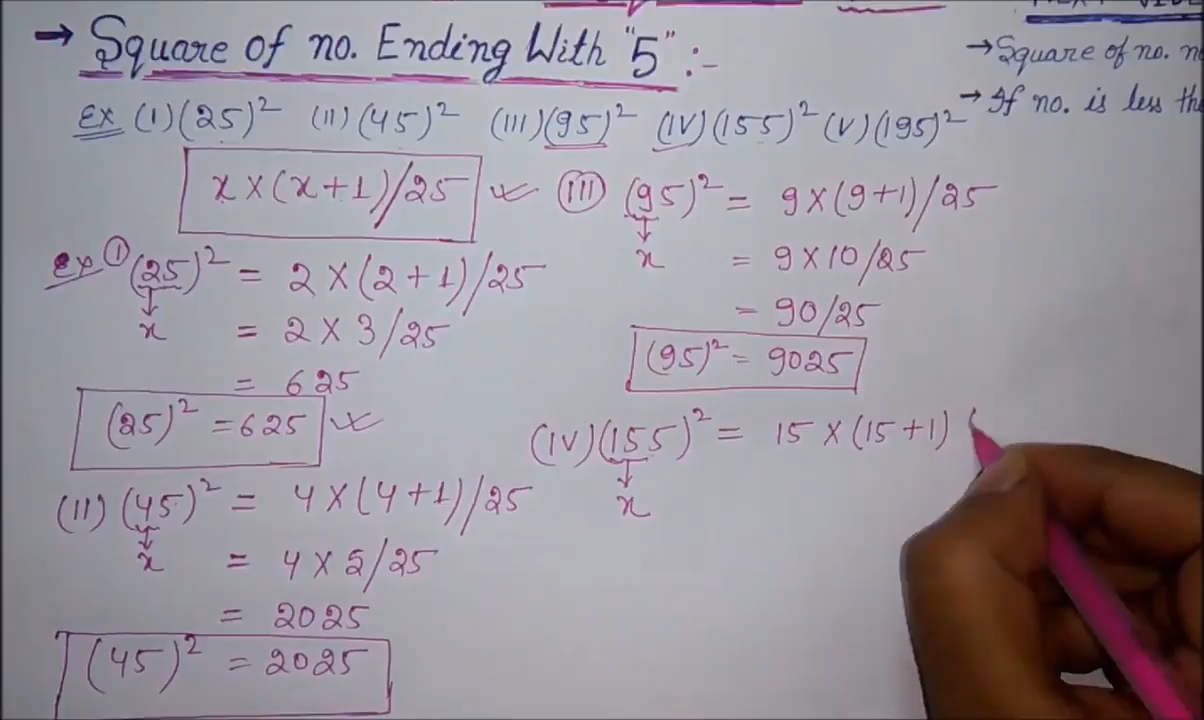 → Square of no. Ending With "5" :-
Ex (I) (25)² (II) (45)² (III) (95)² (IV) (155)² (V) (195)²
→ Square of no.
→ If no. is less
x × (x+1)/25
Ex ① (25)² = 2 × (2+1)/25
x = 2 × 3/25
= 625
(25)² = 625
(II) (45)² = 4 × (4+1)/25
x = 4 × 5/25
= 2025
(45)² = 2025
(III) (95)² = 9×(9+1)/25
x = 9×10/25
= 90/25
(95)² = 9025
(IV) (155)² = 15 × (15+1)
x